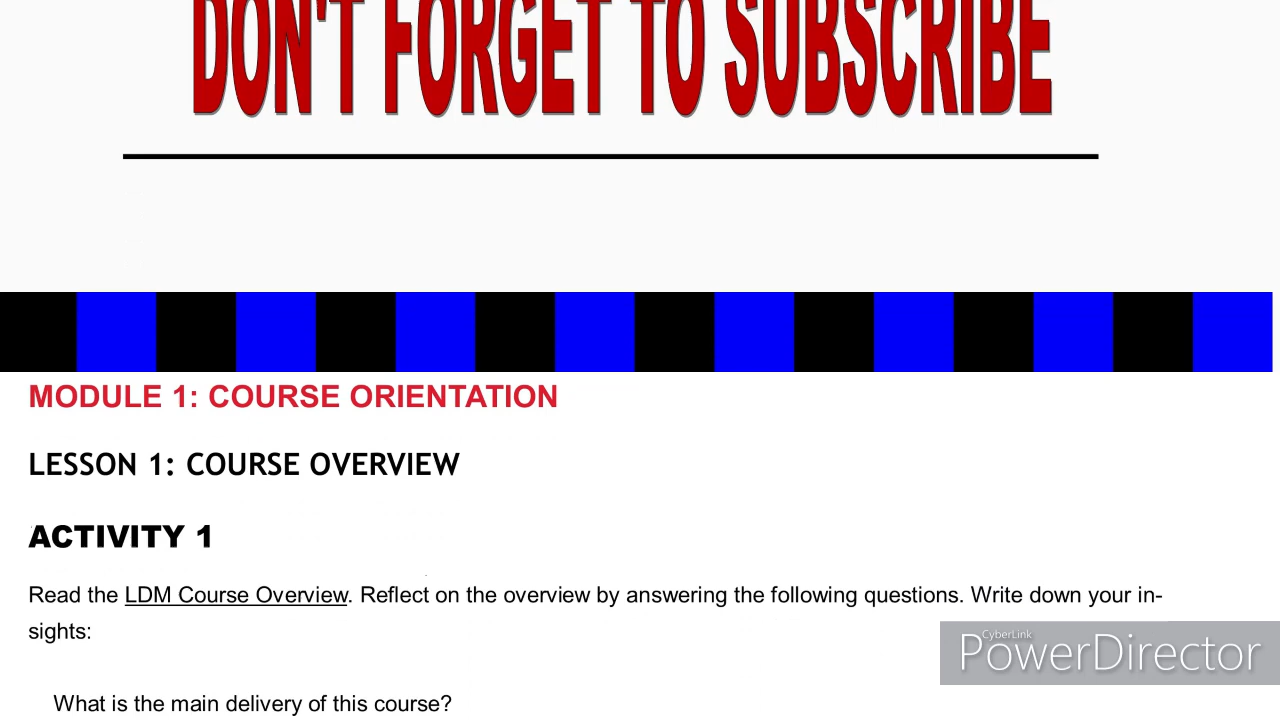 DON'T FORGET TO SUBSCRIBE
MODULE 1: COURSE ORIENTATION
LESSON 1: COURSE OVERVIEW
ACTIVITY 1
Read the LDM Course Overview. Reflect on the overview by answering the following questions. Write down your in-
sights:
CyberLink
PowerDirector
What is the main delivery of this course?